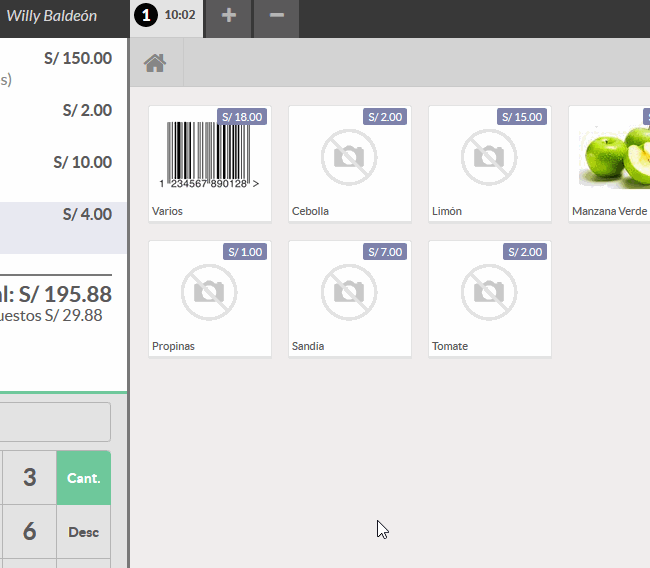 Willy Baldeón
1 10:02 + −
S/ 150.00
s)
S/ 2.00
S/ 10.00
S/ 4.00
al: S/ 195.88
uestos S/ 29.88
3 Cant.
6 Desc
S/ 18.00
1 234567 890128 >
Varios
S/ 2.00
Cebolla
S/ 15.00
Limón
S
Manzana Verde
S/ 1.00
Propinas
S/ 7.00
Sandia
S/ 2.00
Tomate